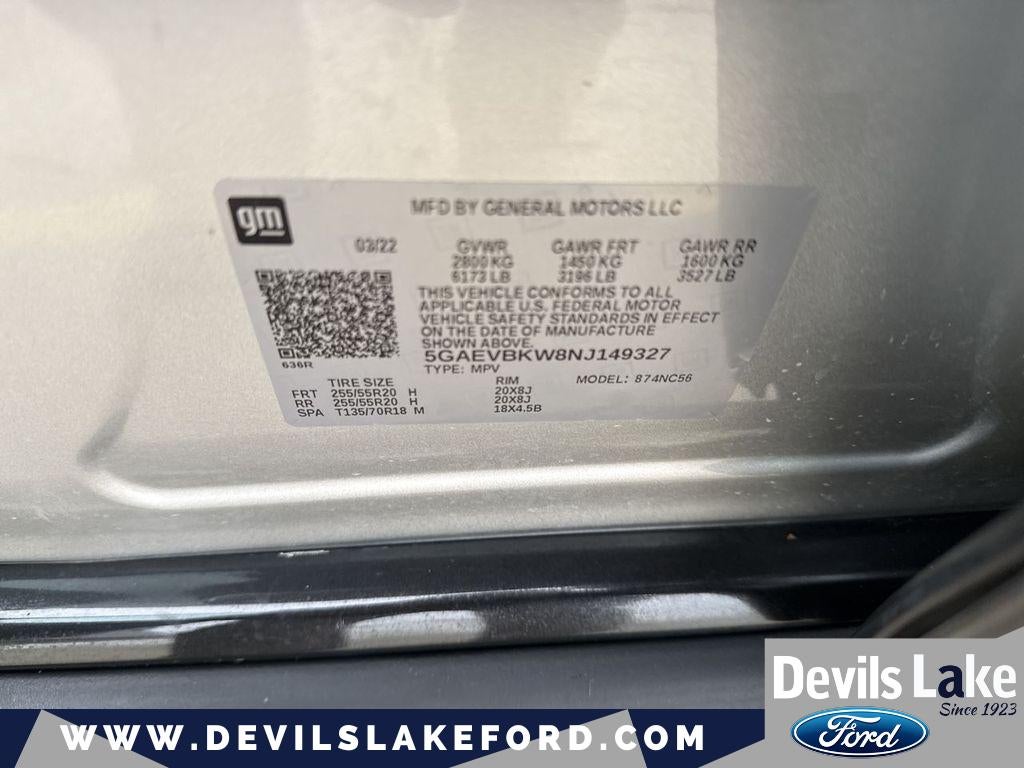 gm
MFD BY GENERAL MOTORS LLC
03/22 GVWR GAWR FRT GAWR RR
2800 KG 1450 KG 1600 KG
6173 LB 3196 LB 3527 LB
THIS VEHICLE CONFORMS TO ALL
APPLICABLE U.S. FEDERAL MOTOR
VEHICLE SAFETY STANDARDS IN EFFECT
ON THE DATE OF MANUFACTURE
SHOWN ABOVE.
636R
5GAEVBKW8NJ149327
TYPE: MPV MODEL: 874NC56
TIRE SIZE RIM
FRT 255/55R20 H 20X8J
RR 255/55R20 H 20X8J
SPA T135/70R18 M 18X4.5B
Devils Lake
Since 1923
Ford
WWW.DEVILSLAKEFORD.COM